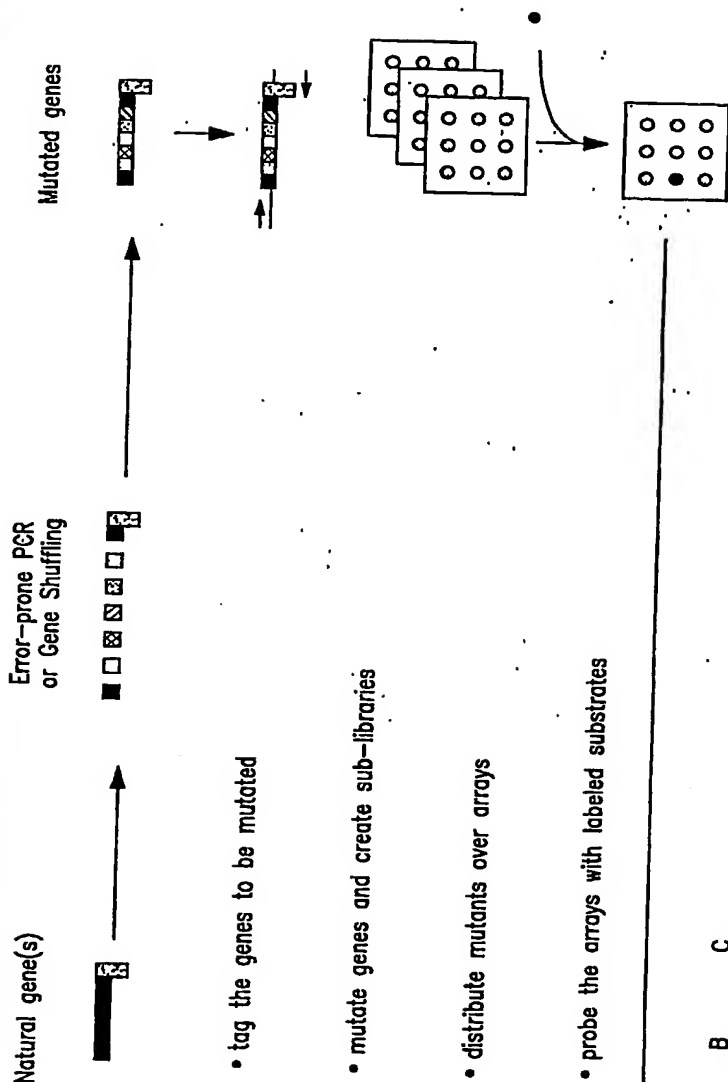 Natural gene(s)
Error-prone PCR
or Gene Shuffling
Mutated genes
• tag the genes to be mutated
• mutate genes and create sub-libraries
• distribute mutants over arrays
• probe the arrays with labeled substrates
B
C